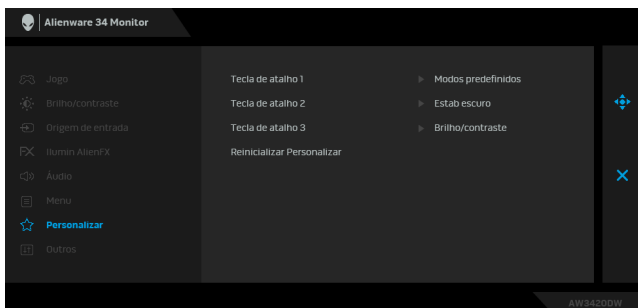 Alienware 34 Monitor
Jogo
Brilho/contraste
Origem de entrada
Ilumin AlienFX
Áudio
Menu
Personalizar
Outros
Tecla de atalho 1 Modos predefinidos
Tecla de atalho 2 Estab escuro
Tecla de atalho 3 Brilho/contraste
Reinicializar Personalizar
AW3420DW